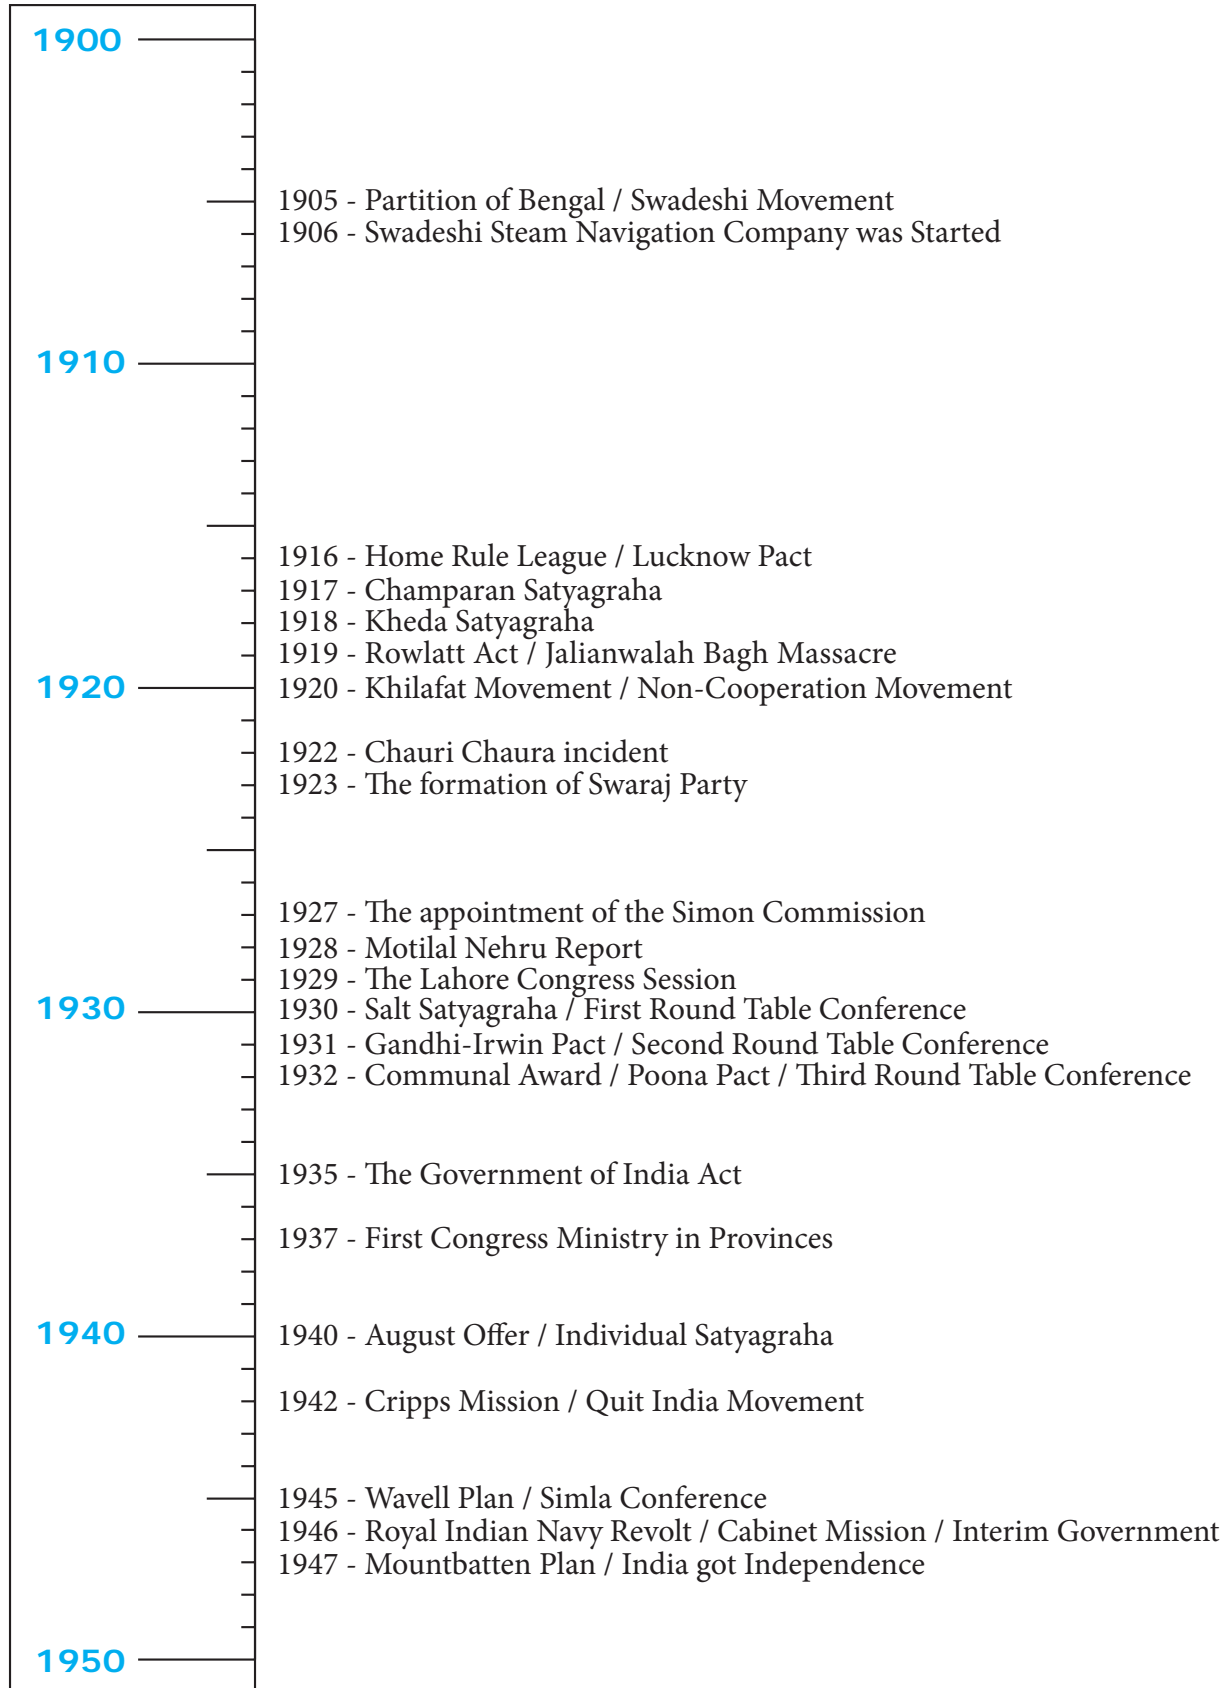 1900
1905 - Partition of Bengal / Swadeshi Movement
1906 - Swadeshi Steam Navigation Company was Started
1910
1916 - Home Rule League / Lucknow Pact
1917 - Champaran Satyagraha
1918 - Kheda Satyagraha
1919 - Rowlatt Act / Jalianwalah Bagh Massacre
1920 1920 - Khilafat Movement / Non-Cooperation Movement
1922 - Chauri Chaura incident
1923 - The formation of Swaraj Party
1927 - The appointment of the Simon Commission
1928 - Motilal Nehru Report
1929 - The Lahore Congress Session
1930 1930 - Salt Satyagraha / First Round Table Conference
1931 - Gandhi-Irwin Pact / Second Round Table Conference
1932 - Communal Award / Poona Pact / Third Round Table Conference
1935 - The Government of India Act
1937 - First Congress Ministry in Provinces
1940 1940 - August Offer / Individual Satyagraha
1942 - Cripps Mission / Quit India Movement
1945 - Wavell Plan / Simla Conference
1946 - Royal Indian Navy Revolt / Cabinet Mission / Interim Government
1947 - Mountbatten Plan / India got Independence
1950